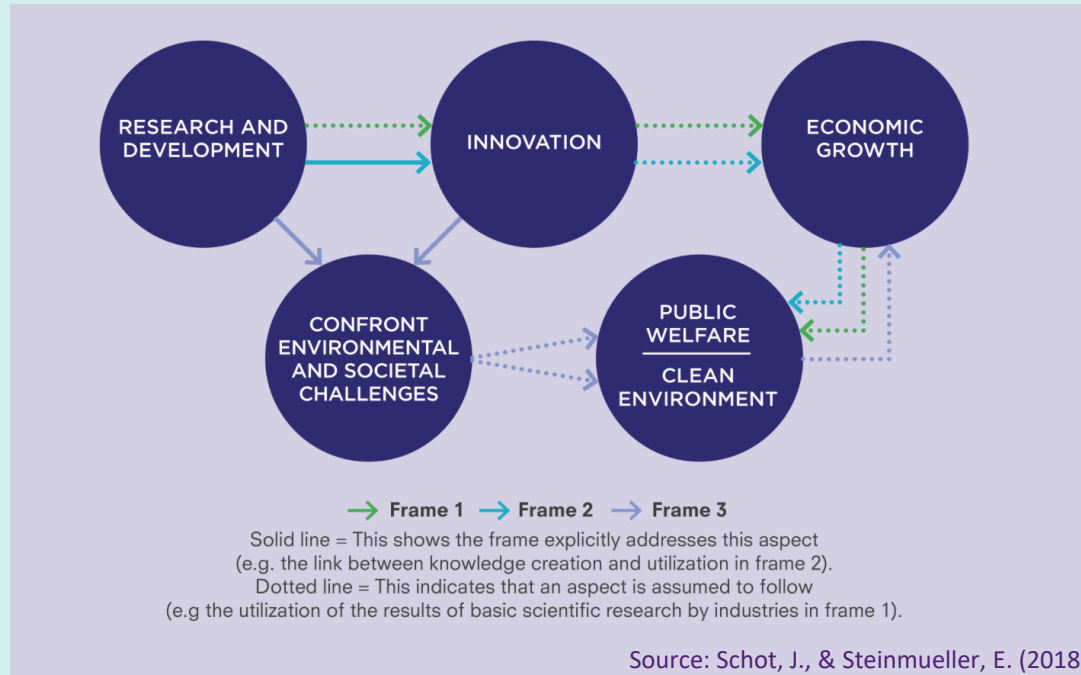 RESEARCH AND
DEVELOPMENT
INNOVATION
ECONOMIC
GROWTH
CONFRONT
ENVIRONMENTAL
AND SOCIETAL
CHALLENGES
PUBLIC
WELFARE
CLEAN
ENVIRONMENT
Frame 1 Frame 2 Frame 3
Solid line = This shows the frame explicitly addresses this aspect
(e.g. the link between knowledge creation and utilization in frame 2).
Dotted line = This indicates that an aspect is assumed to follow
(e.g the utilization of the results of basic scientific research by industries in frame 1).
Source: Schot, J., & Steinmueller, E. (2018